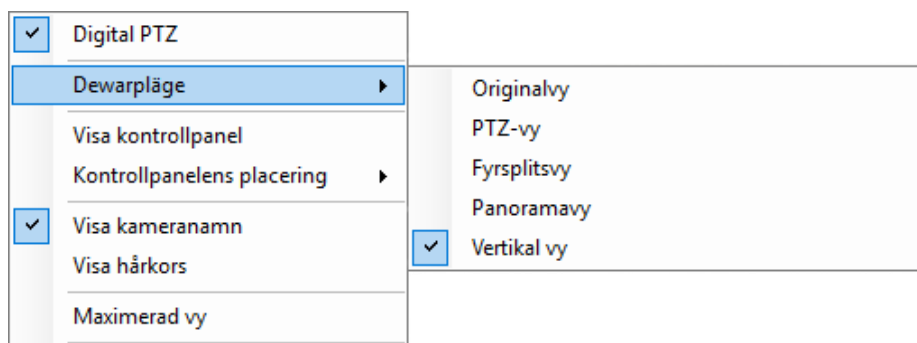 Digital PTZ
Dewarpläge
Visa kontrollpanel
Kontrollpanelens placering
Visa kameranamn
Visa hårkors
Maximerad vy
Originalvy
PTZ-vy
Fyrsplitsvy
Panoramavy
Vertikal vy